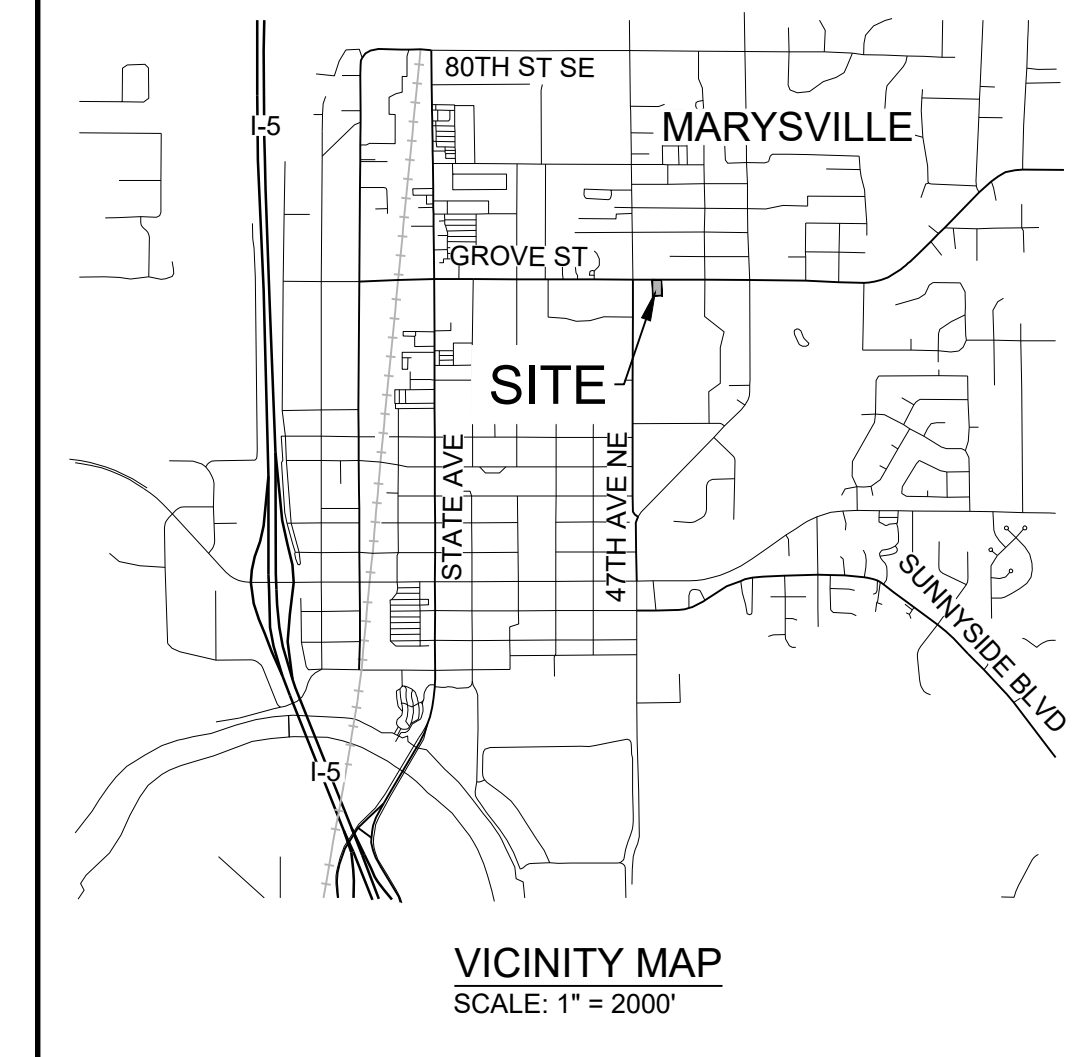 80TH ST SE
I-5
MARYSVILLE
GROVE ST
SITE
STATE AVE
47TH AVE NE
SUNNYSIDE BLVD
I-5
VICINITY MAP
SCALE: 1" = 2000'